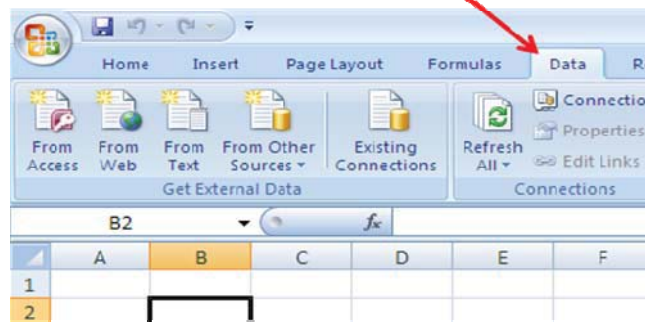 Home Insert Page Layout Formulas Data
From Access
From Web
From Text
From Other Sources
Existing Connections
Refresh All
Properties
Edit Links
Get External Data
Connections
B2
fx
A B C D E F
1
2